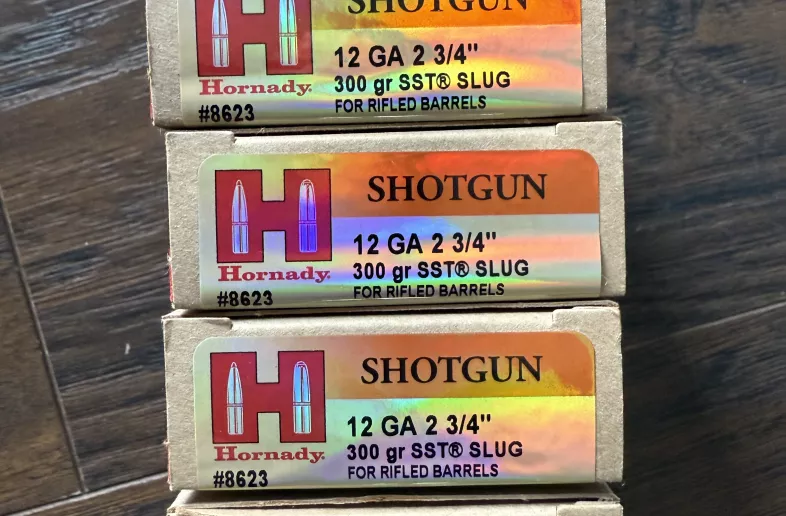 SHOTGUN
12 GA 2 3/4"
300 gr SST® SLUG
FOR RIFLED BARRELS
Hornady.
#8623
SHOTGUN
12 GA 2 3/4"
300 gr SST® SLUG
FOR RIFLED BARRELS
Hornady.
#8623
SHOTGUN
12 GA 2 3/4"
300 gr SST® SLUG
FOR RIFLED BARRELS
Hornady.
#8623